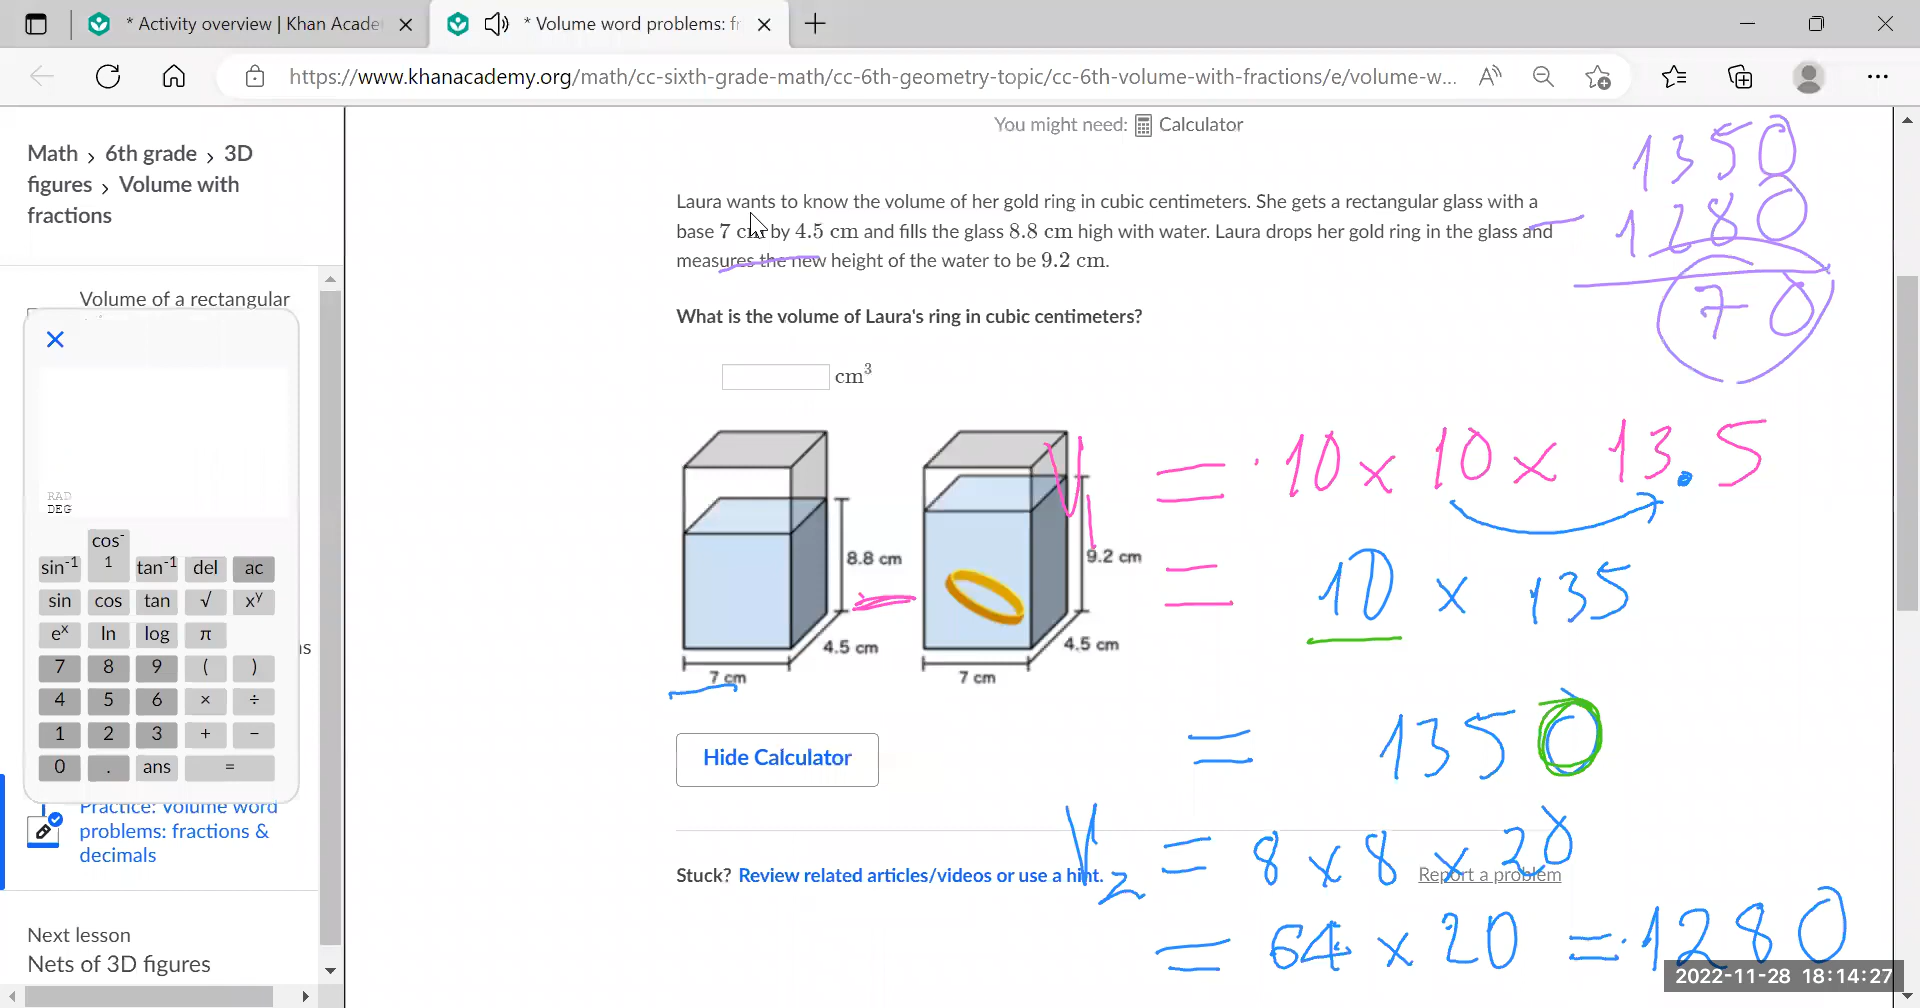 * Activity overview | Khan Acade
* Volume word problems: fr
https://www.khanacademy.org/math/cc-sixth-grade-math/cc-6th-geometry-topic/cc-6th-volume-with-fractions/e/volume-w...
Math > 6th grade > 3D
figures > Volume with
fractions
Volume of a rectangular
RAD
DEG
cos⁻
sin⁻¹ 1 tan⁻¹ del ac
sin cos tan √ xʸ
eˣ ln log π
7 8 9 ( )
4 5 6 × ÷
1 2 3 + −
0 . ans =
Practice: Volume word
problems: fractions &
decimals
Next lesson
Nets of 3D figures
You might need: Calculator
Laura wants to know the volume of her gold ring in cubic centimeters. She gets a rectangular glass with a
base 7 cm by 4.5 cm and fills the glass 8.8 cm high with water. Laura drops her gold ring in the glass and
measures the new height of the water to be 9.2 cm.
What is the volume of Laura's ring in cubic centimeters?
cm³
8.8 cm
4.5 cm
7 cm
9.2 cm
4.5 cm
7 cm
Hide Calculator
Stuck? Review related articles/videos or use a hint.
Report a problem
1350
− 1280
70
V₁ = 10 × 10 × 13.5
= 10 × 135
= 1350
V₂ = 8 × 8 × 20
= 64 × 20 = 1280
2022-11-28 18:14:27